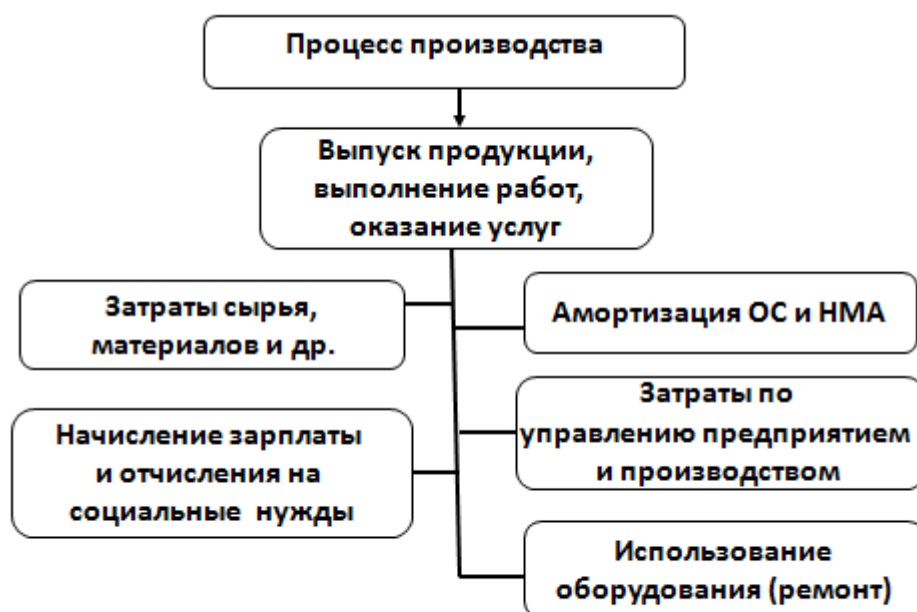 Процесс производства
Выпуск продукции,
выполнение работ,
оказание услуг
Затраты сырья,
материалов и др.
Амортизация ОС и НМА
Начисление зарплаты
и отчисления на
социальные нужды
Затраты по
управлению предприятием
и производством
Использование
оборудования (ремонт)